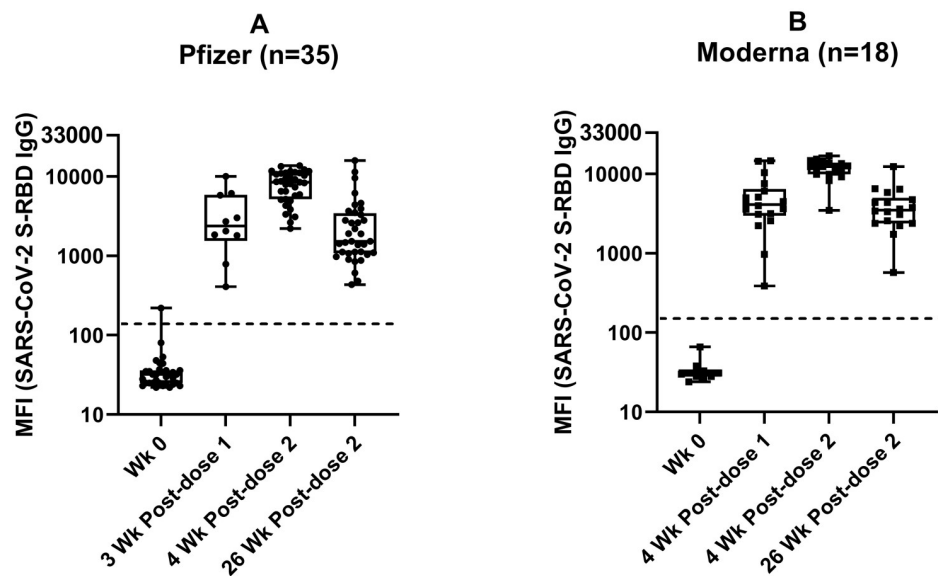 A
Pfizer (n=35)
MFI (SARS-CoV-2 S-RBD IgG)
33000
10000
1000
100
10
Wk 0
3 Wk Post-dose 1
4 Wk Post-dose 2
26 Wk Post-dose 2
B
Moderna (n=18)
MFI (SARS-CoV-2 S-RBD IgG)
33000
10000
1000
100
10
Wk 0
4 Wk Post-dose 1
4 Wk Post-dose 2
26 Wk Post-dose 2